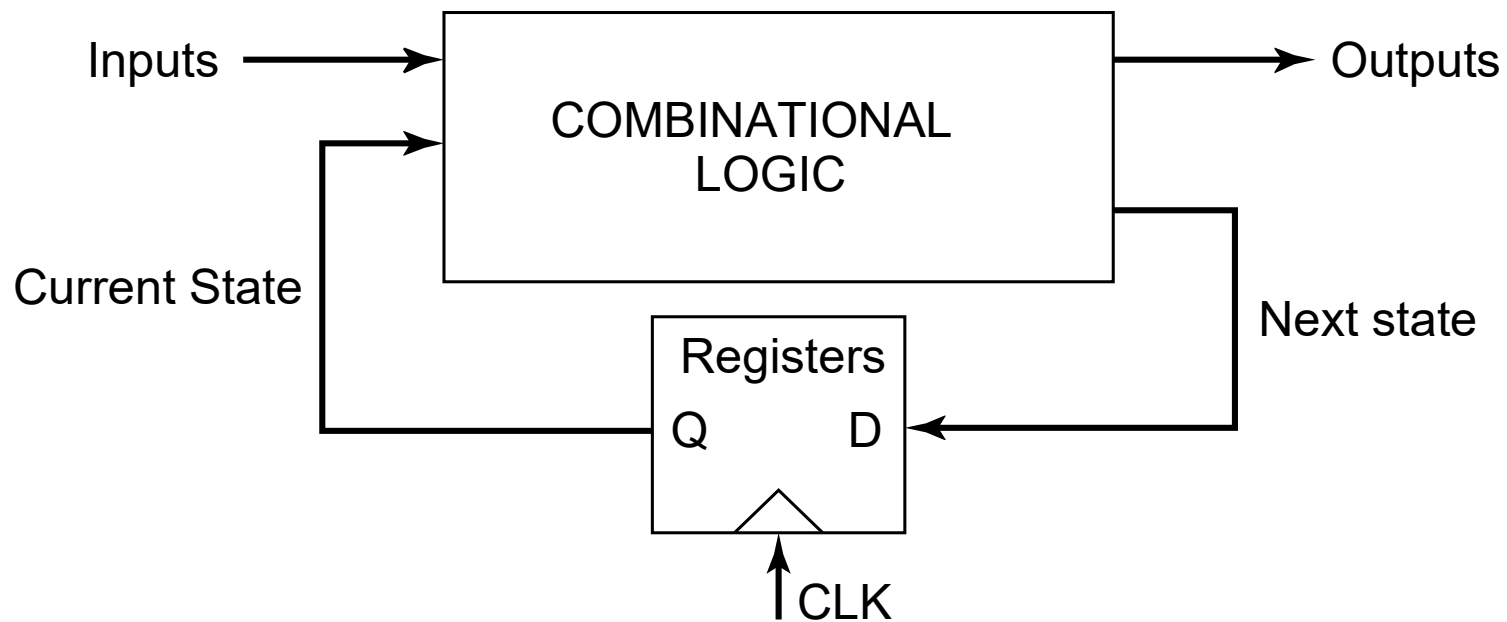 Inputs
Outputs
COMBINATIONAL
LOGIC
Current State
Next state
Registers
Q
D
CLK